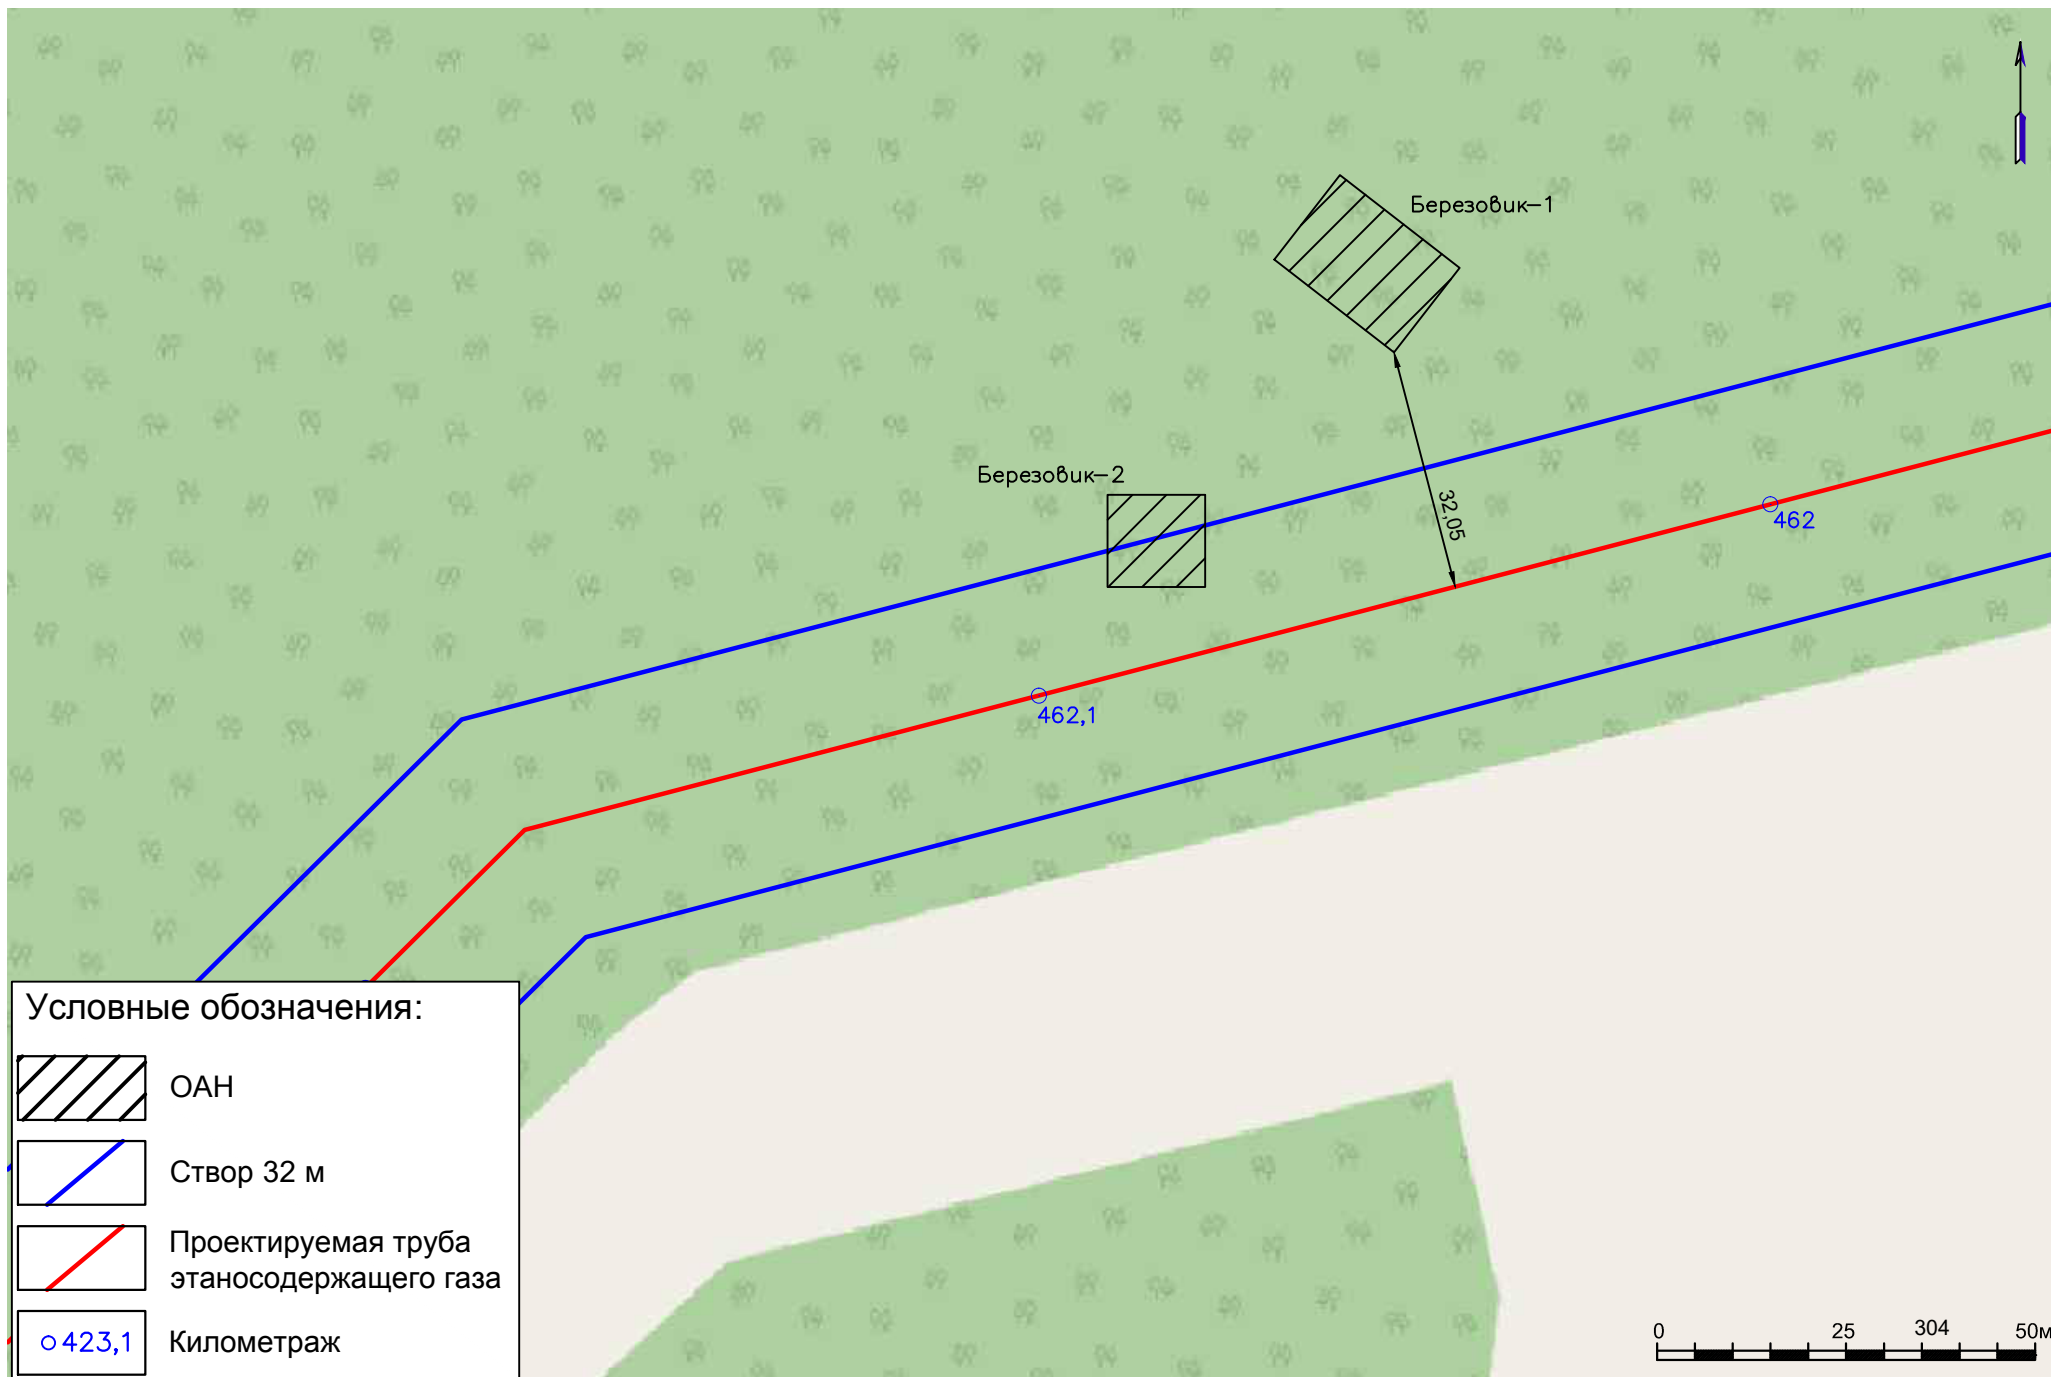 Березовик-1
Березовик-2
32,05
462
462,1
Условные обозначения:
ОАН
Створ 32 м
Проектируемая труба
этаносодержащего газа
423,1
Километраж
0 25 304 50м